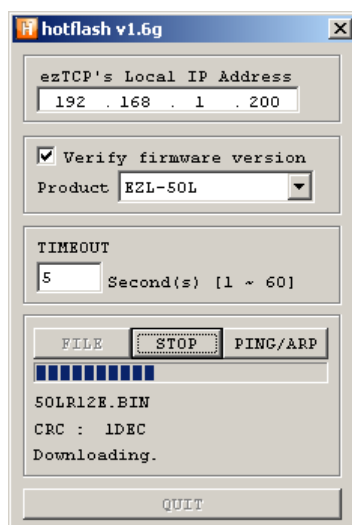 hotflash v1.6g
ezTCP's Local IP Address
192 . 168 . 1 . 200
Verify firmware version
Product EZL-50L
TIMEOUT
5 Second(s) [1 ~ 60]
FILE STOP PING/ARP
50LR12E.BIN
CRC : 1DEC
Downloading.
QUIT